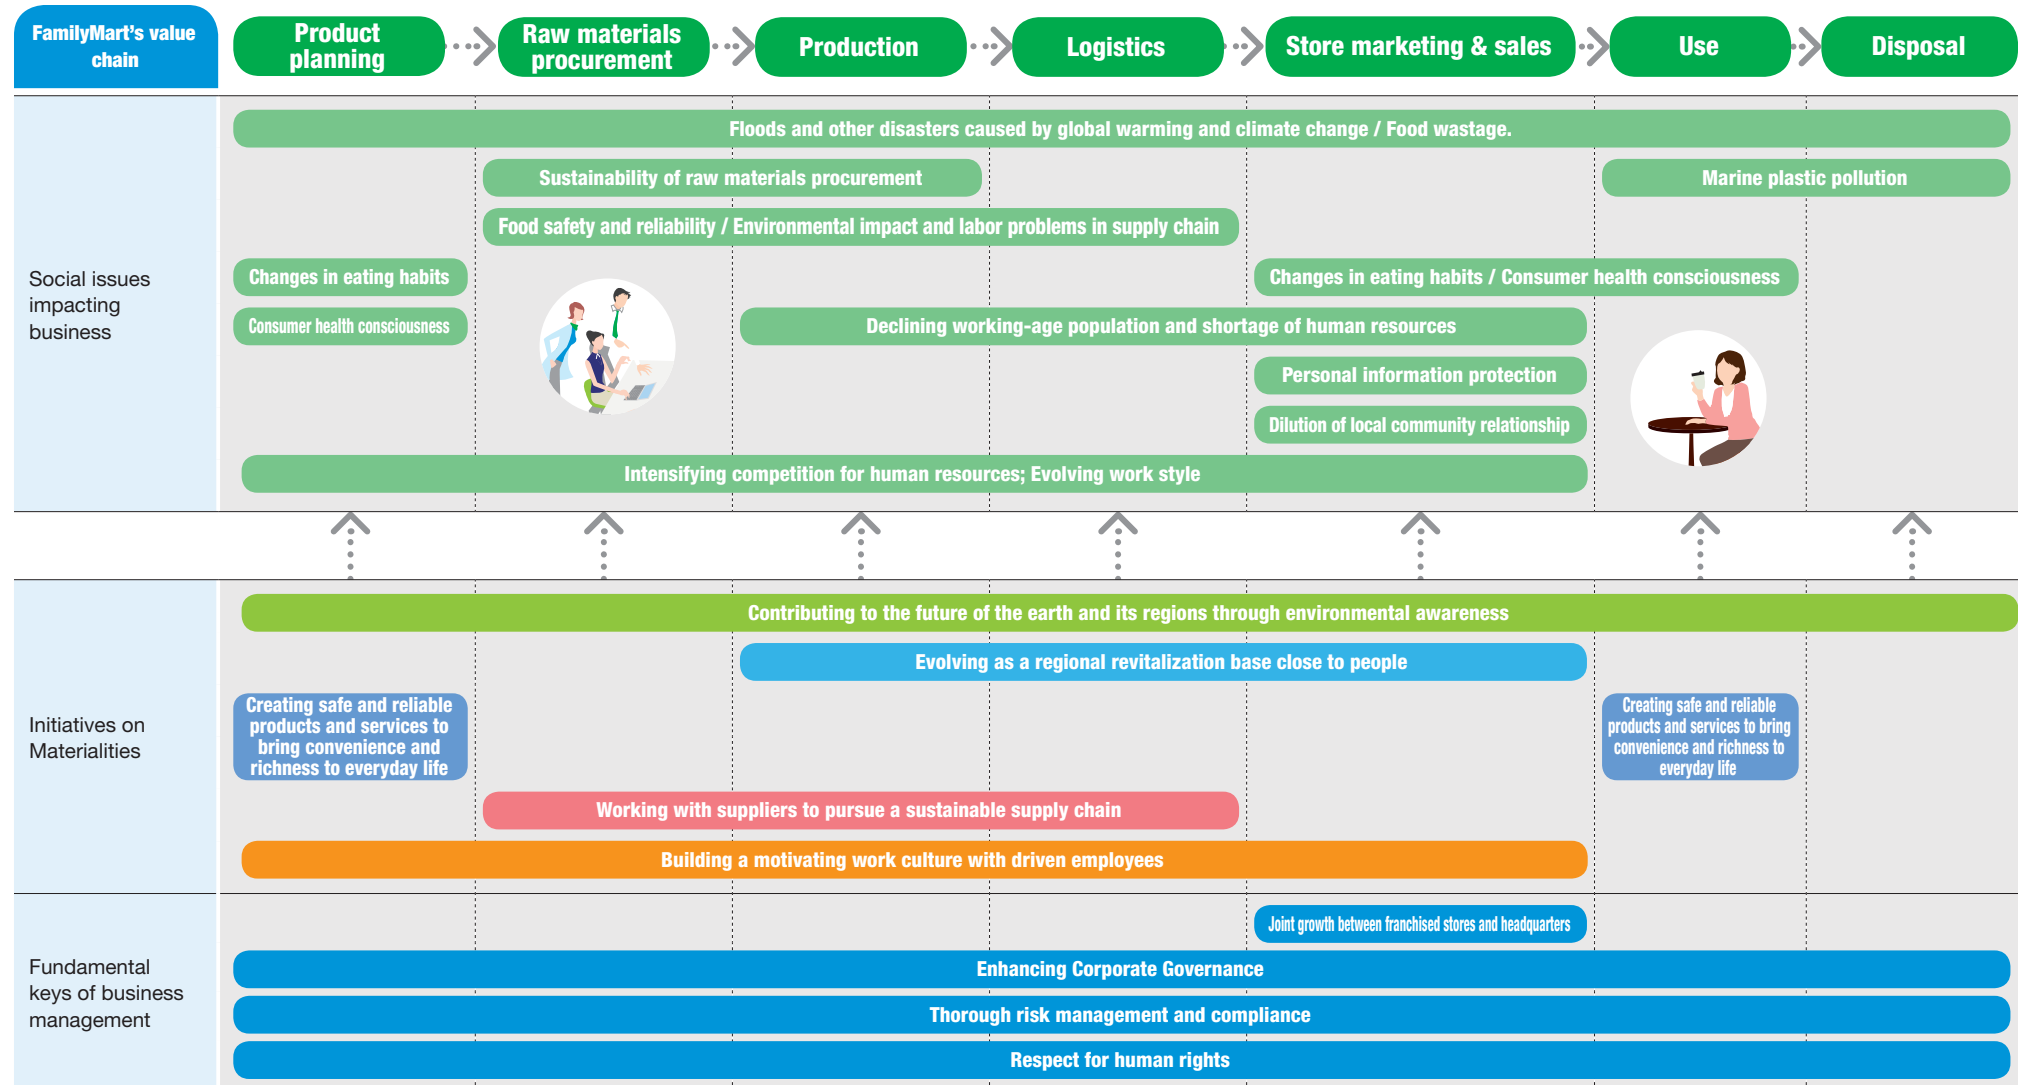 FamilyMart's value
chain
Product
planning
Raw materials
procurement
Production
Logistics
Store marketing & sales
Use
Disposal
Social issues
impacting
business
Floods and other disasters caused by global warming and climate change / Food wastage.
Sustainability of raw materials procurement
Marine plastic pollution
Food safety and reliability / Environmental impact and labor problems in supply chain
Changes in eating habits
Changes in eating habits / Consumer health consciousness
Consumer health consciousness
Declining working-age population and shortage of human resources
Personal information protection
Dilution of local community relationship
Intensifying competition for human resources; Evolving work style
Initiatives on
Materialities
Contributing to the future of the earth and its regions through environmental awareness
Evolving as a regional revitalization base close to people
Creating safe and reliable
products and services to
bring convenience and
richness to everyday life
Creating safe and reliable
products and services to bring
convenience and richness to
everyday life
Working with suppliers to pursue a sustainable supply chain
Building a motivating work culture with driven employees
Fundamental
keys of business
management
Joint growth between franchised stores and headquarters
Enhancing Corporate Governance
Thorough risk management and compliance
Respect for human rights